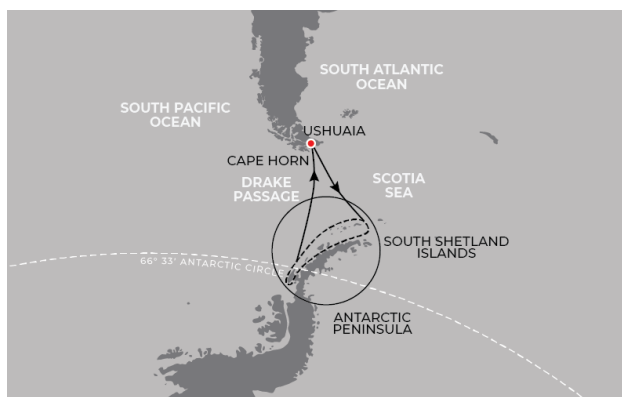 SOUTH ATLANTIC
OCEAN
SOUTH PACIFIC
OCEAN
USHUAIA
CAPE HORN
DRAKE
PASSAGE
SCOTIA
SEA
SOUTH SHETLAND
ISLANDS
66° 33' ANTARCTIC CIRCLE
ANTARCTIC
PENINSULA